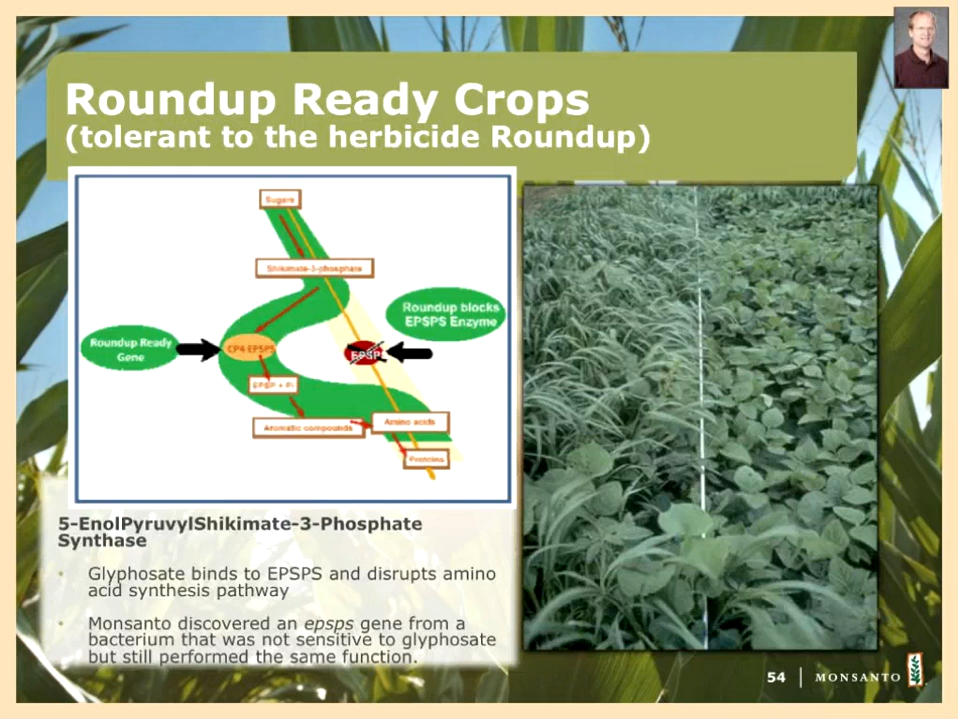 Roundup Ready Crops
(tolerant to the herbicide Roundup)
Sugars
Shikimate-3-phosphate
Roundup blocks
EPSPS Enzyme
Roundup Ready
Gene
CP4 EPSPS
EPSPS
EPSP + Pi
Aromatic compounds
Amino acids
Proteins
5-EnolPyruvylShikimate-3-Phosphate
Synthase
• Glyphosate binds to EPSPS and disrupts amino
acid synthesis pathway
• Monsanto discovered an epsps gene from a
bacterium that was not sensitive to glyphosate
but still performed the same function.
54
MONSANTO